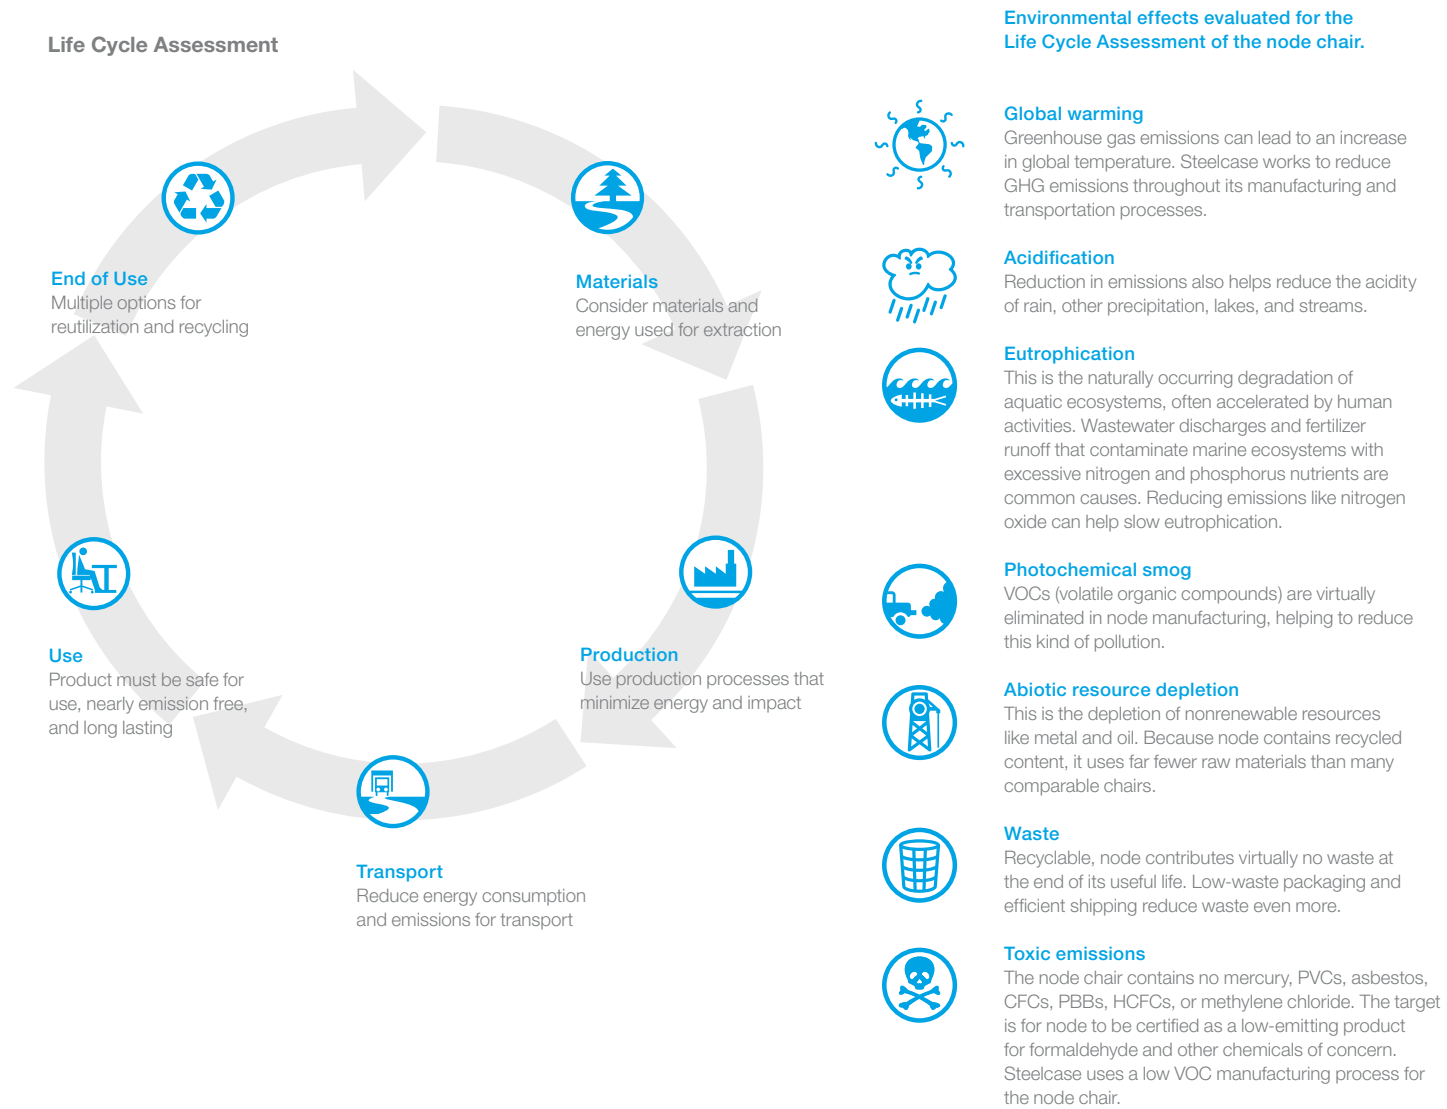 Life Cycle Assessment
End of Use
Multiple options for
reutilization and recycling
Materials
Consider materials and
energy used for extraction
Use
Product must be safe for
use, nearly emission free,
and long lasting
Production
Use production processes that
minimize energy and impact
Transport
Reduce energy consumption
and emissions for transport
Environmental effects evaluated for the
Life Cycle Assessment of the node chair.
Global warming
Greenhouse gas emissions can lead to an increase
in global temperature. Steelcase works to reduce
GHG emissions throughout its manufacturing and
transportation processes.
Acidification
Reduction in emissions also helps reduce the acidity
of rain, other precipitation, lakes, and streams.
Eutrophication
This is the naturally occurring degradation of
aquatic ecosystems, often accelerated by human
activities. Wastewater discharges and fertilizer
runoff that contaminate marine ecosystems with
excessive nitrogen and phosphorus nutrients are
common causes. Reducing emissions like nitrogen
oxide can help slow eutrophication.
Photochemical smog
VOCs (volatile organic compounds) are virtually
eliminated in node manufacturing, helping to reduce
this kind of pollution.
Abiotic resource depletion
This is the depletion of nonrenewable resources
like metal and oil. Because node contains recycled
content, it uses far fewer raw materials than many
comparable chairs.
Waste
Recyclable, node contributes virtually no waste at
the end of its useful life. Low-waste packaging and
efficient shipping reduce waste even more.
Toxic emissions
The node chair contains no mercury, PVCs, asbestos,
CFCs, PBBs, HCFCs, or methylene chloride. The target
is for node to be certified as a low-emitting product
for formaldehyde and other chemicals of concern.
Steelcase uses a low VOC manufacturing process for
the node chair.